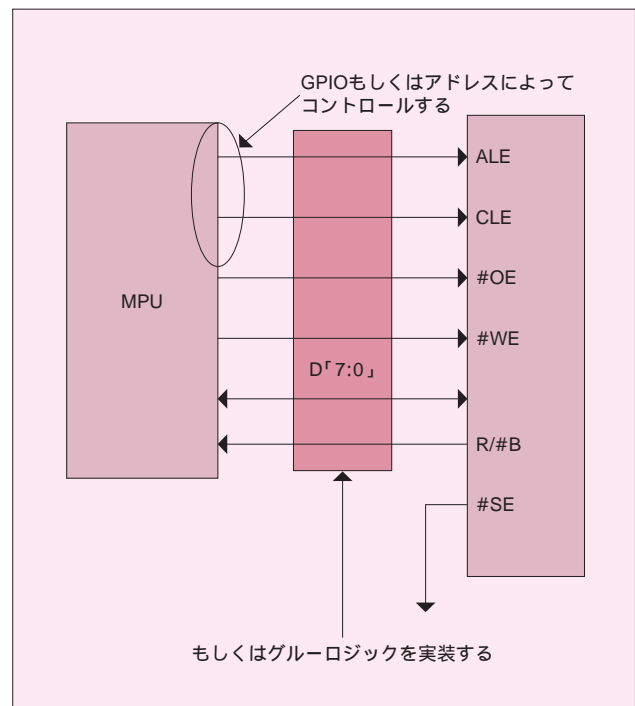 GPIOもしくはアドレスによって
コントロールする
ALE
CLE
#OE
MPU
#WE
D「7:0」
R/#B
#SE
もしくはグルーロジックを実装する